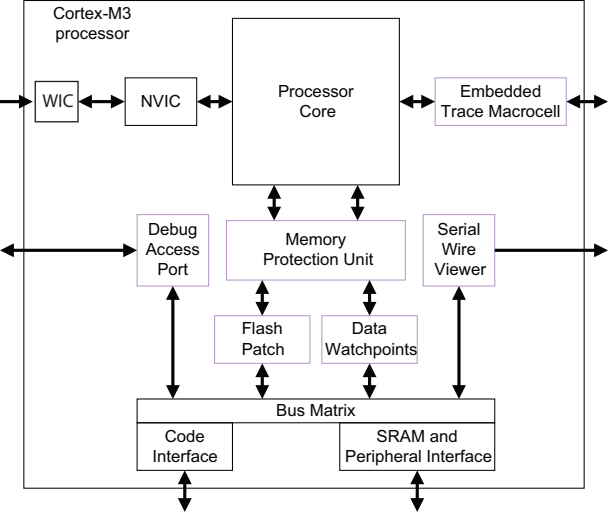 Cortex-M3
processor
WIC
NVIC
Processor
Core
Embedded
Trace Macrocell
Debug
Access
Port
Memory
Protection Unit
Serial
Wire
Viewer
Flash
Patch
Data
Watchpoints
Bus Matrix
Code
Interface
SRAM and
Peripheral Interface